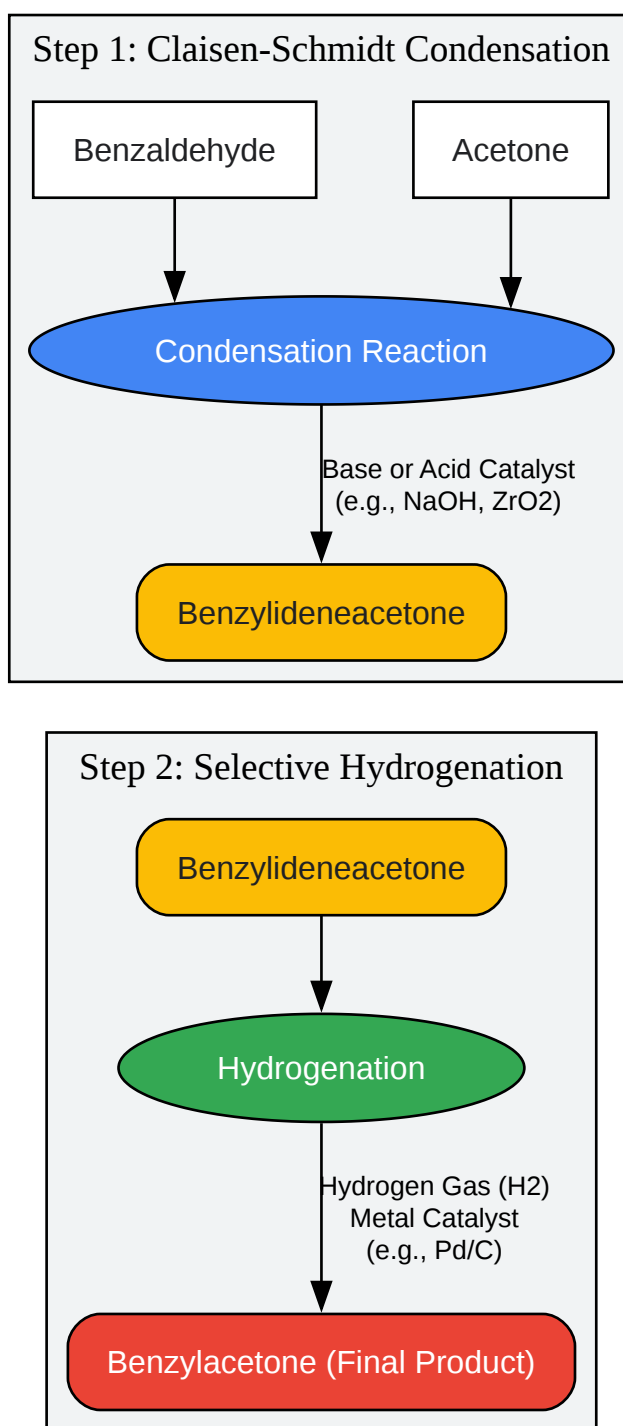 Step 1: Claisen-Schmidt Condensation
Benzaldehyde
Acetone
Condensation Reaction
Base or Acid Catalyst
(e.g., NaOH, ZrO2)
Benzylideneacetone
Step 2: Selective Hydrogenation
Benzylideneacetone
Hydrogenation
Hydrogen Gas (H2)
Metal Catalyst
(e.g., Pd/C)
Benzylacetone (Final Product)